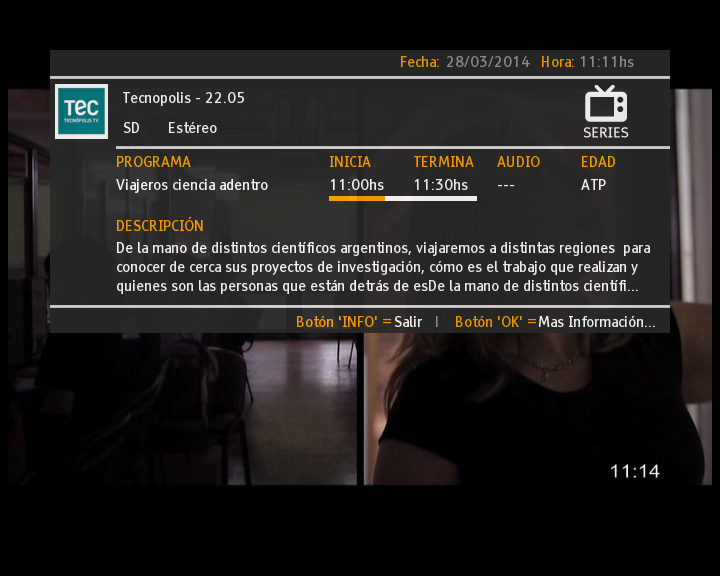 Fecha: 28/03/2014 Hora: 11:11hs
TEC
TECNÓPOLIS TV
Tecnopolis - 22.05
SD Estéreo
SERIES
PROGRAMA INICIA TERMINA AUDIO EDAD
Viajeros ciencia adentro 11:00hs 11:30hs --- ATP
DESCRIPCIÓN
De la mano de distintos científicos argentinos, viajaremos a distintas regiones para
conocer de cerca sus proyectos de investigación, cómo es el trabajo que realizan y
quienes son las personas que están detrás de esDe la mano de distintos científi...
Botón 'INFO' = Salir | Botón 'OK' = Mas Información...
11:14